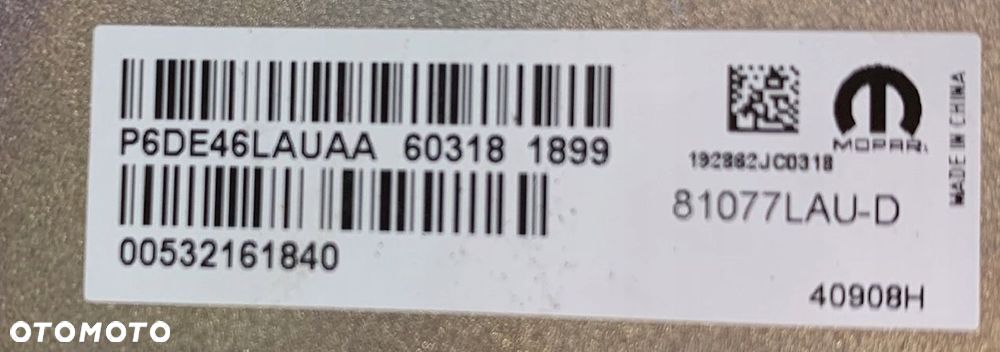 P6DE46LAUAA 60318 1899
00532161840
192862JC0318
MOPAR.
81077LAU-D
40908H
MADE IN CHINA
OTOMOTO